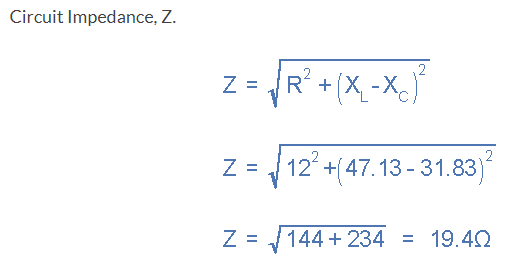 Circuit Impedance, Z.
Z = √R² + (X_L - X_C)²
Z = √12² +(47.13 - 31.83)²
Z = √144 + 234 = 19.4Ω